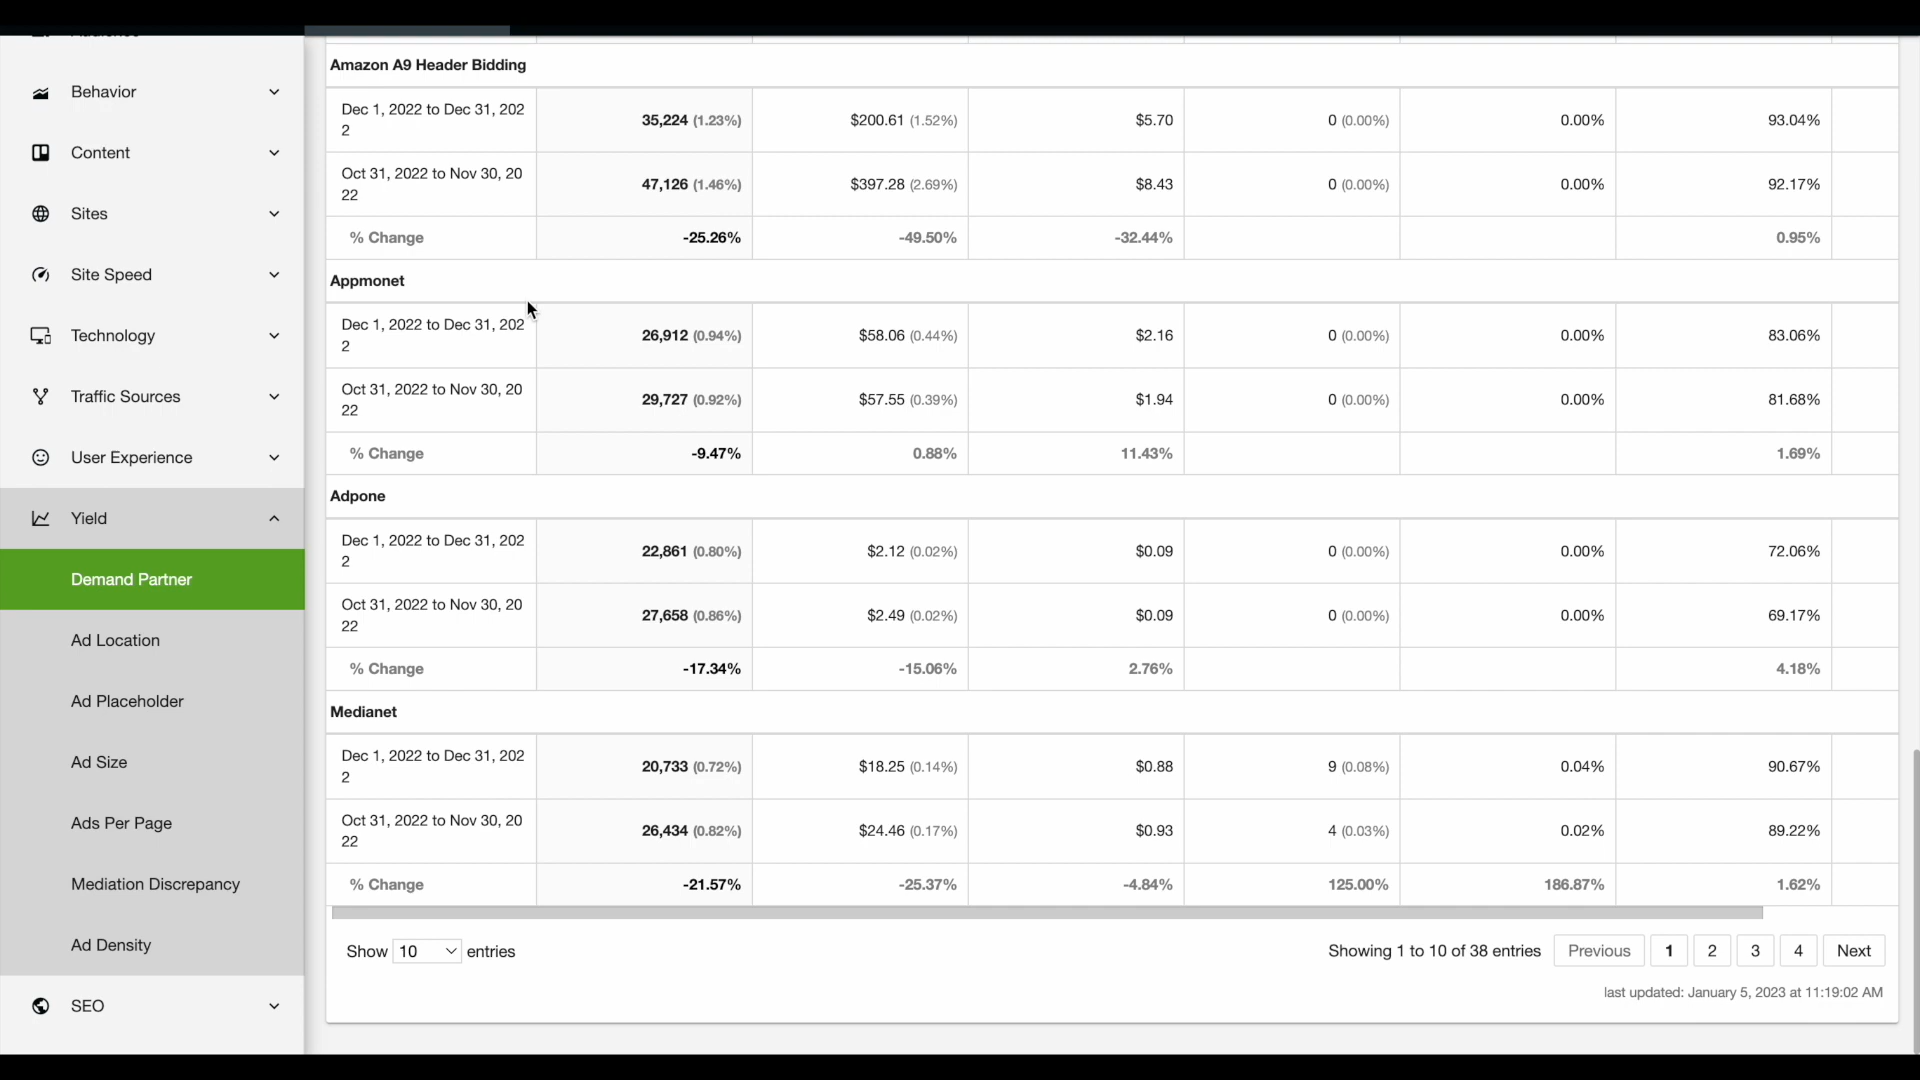 Behavior
Content
Sites
Site Speed
Technology
Traffic Sources
User Experience
Yield
Demand Partner
Ad Location
Ad Placeholder
Ad Size
Ads Per Page
Mediation Discrepancy
Ad Density
SEO
Amazon A9 Header Bidding
Dec 1, 2022 to Dec 31, 202
2
35,224 (1.23%) $200.61 (1.52%) $5.70 0 (0.00%) 0.00% 93.04%
Oct 31, 2022 to Nov 30, 20
22
47,126 (1.46%) $397.28 (2.69%) $8.43 0 (0.00%) 0.00% 92.17%
% Change -25.26% -49.50% -32.44% 0.95%
Appmonet
Dec 1, 2022 to Dec 31, 202
2
26,912 (0.94%) $58.06 (0.44%) $2.16 0 (0.00%) 0.00% 83.06%
Oct 31, 2022 to Nov 30, 20
22
29,727 (0.92%) $57.55 (0.39%) $1.94 0 (0.00%) 0.00% 81.68%
% Change -9.47% 0.88% 11.43% 1.69%
Adpone
Dec 1, 2022 to Dec 31, 202
2
22,861 (0.80%) $2.12 (0.02%) $0.09 0 (0.00%) 0.00% 72.06%
Oct 31, 2022 to Nov 30, 20
22
27,658 (0.86%) $2.49 (0.02%) $0.09 0 (0.00%) 0.00% 69.17%
% Change -17.34% -15.06% 2.76% 4.18%
Medianet
Dec 1, 2022 to Dec 31, 202
2
20,733 (0.72%) $18.25 (0.14%) $0.88 9 (0.08%) 0.04% 90.67%
Oct 31, 2022 to Nov 30, 20
22
26,434 (0.82%) $24.46 (0.17%) $0.93 4 (0.03%) 0.02% 89.22%
% Change -21.57% -25.37% -4.84% 125.00% 186.87% 1.62%
Show 10 entries Showing 1 to 10 of 38 entries Previous 1 2 3 4 Next
last updated: January 5, 2023 at 11:19:02 AM